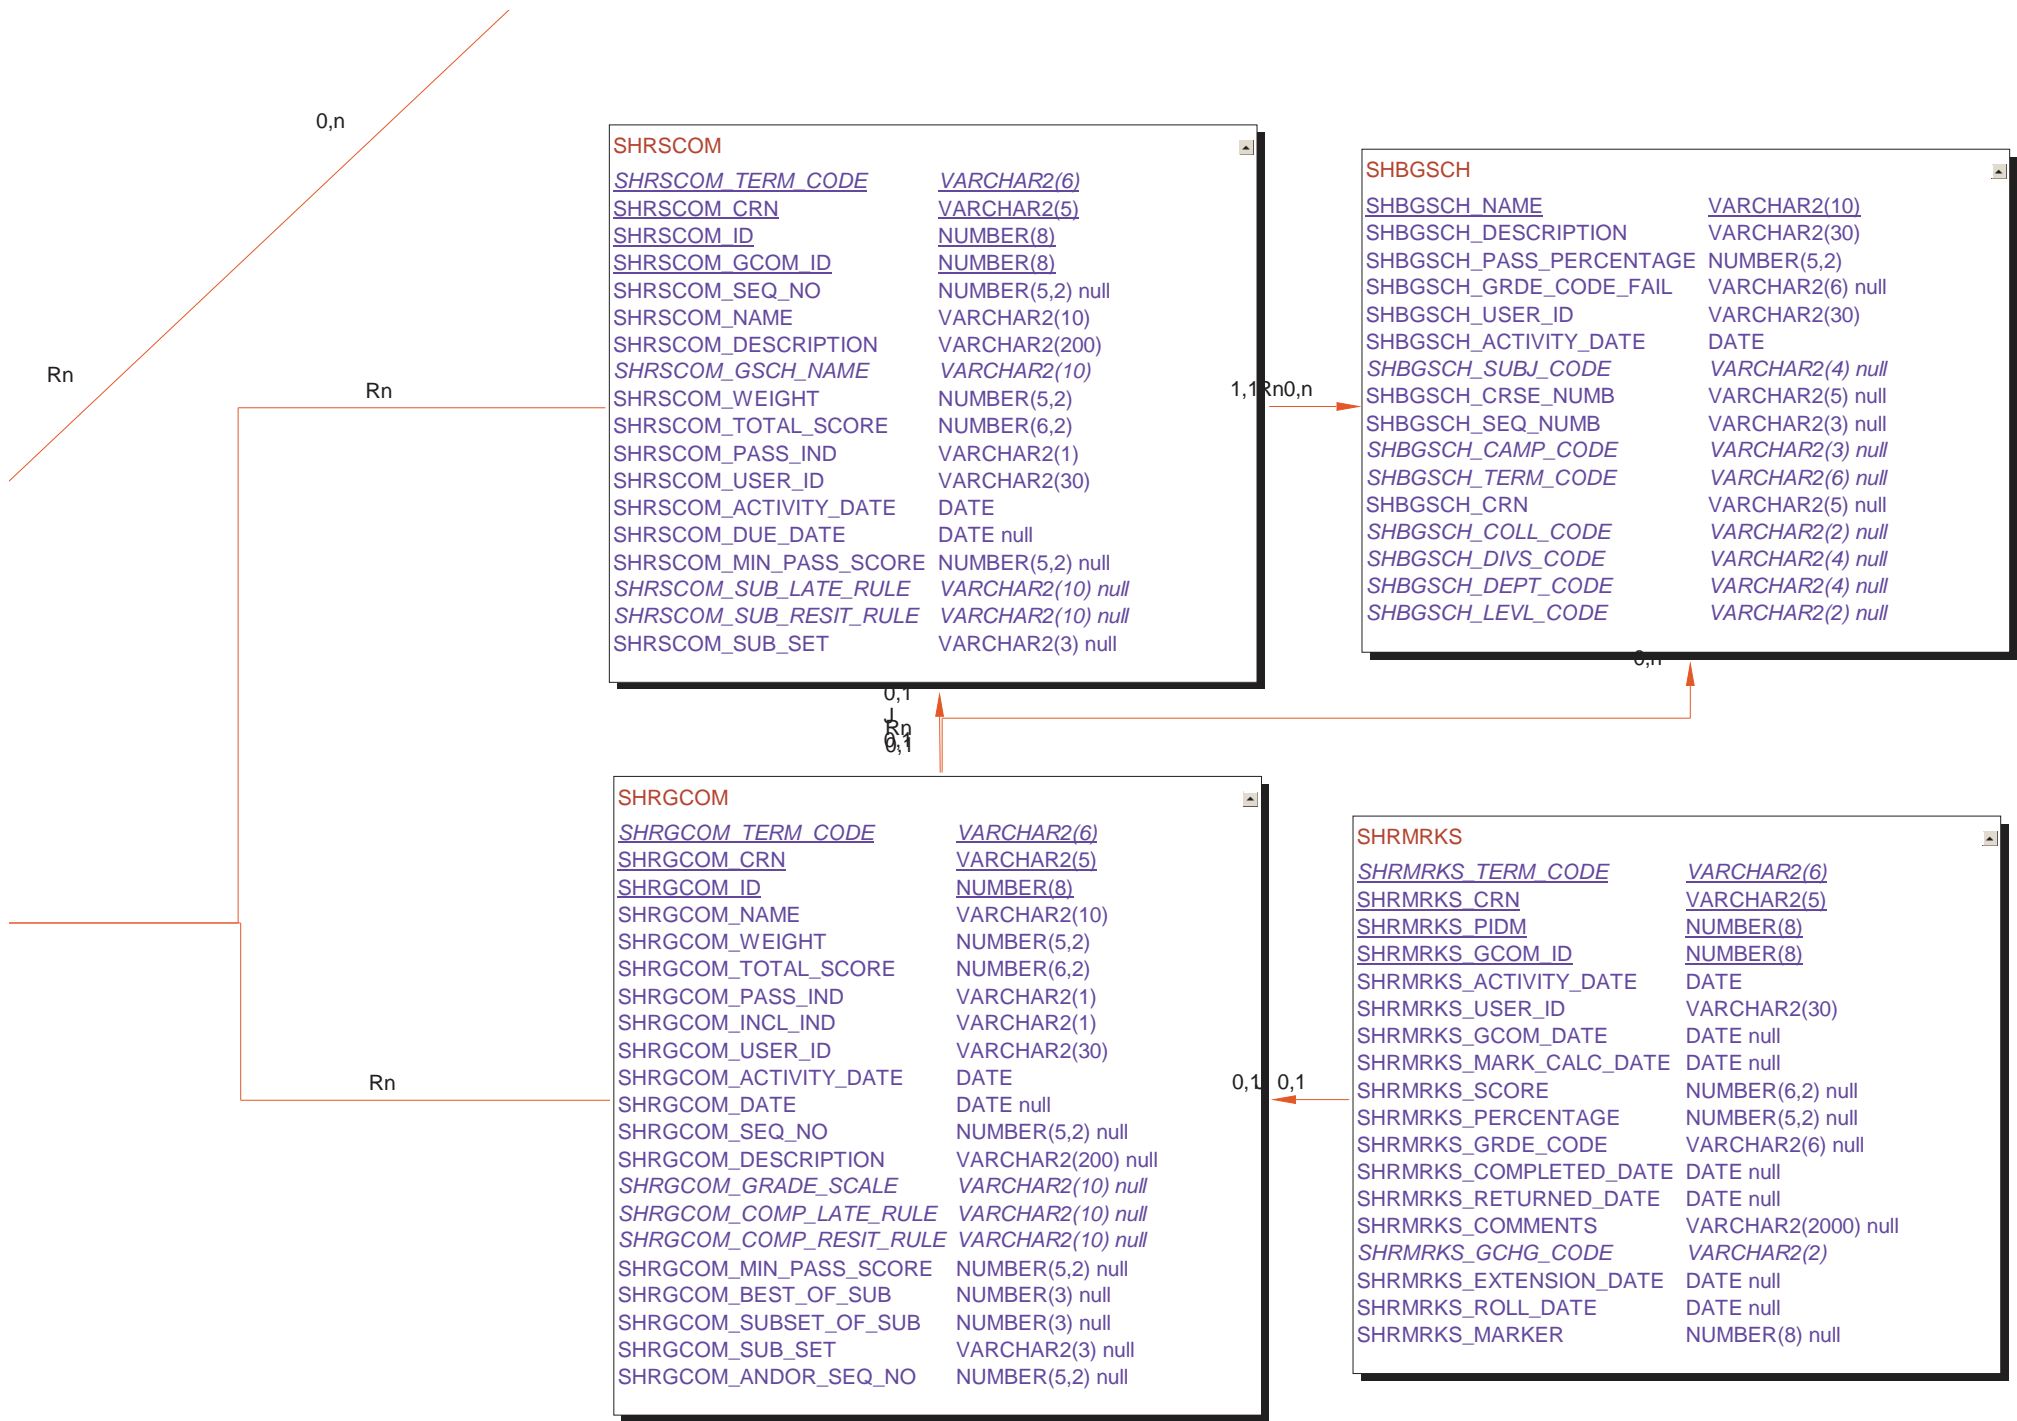 0,n
Rn
Rn
SHRSCOM
SHRSCOM_TERM_CODE VARCHAR2(6)
SHRSCOM_CRN VARCHAR2(5)
SHRSCOM_ID NUMBER(8)
SHRSCOM_GCOM_ID NUMBER(8)
SHRSCOM_SEQ_NO NUMBER(5,2) null
SHRSCOM_NAME VARCHAR2(10)
SHRSCOM_DESCRIPTION VARCHAR2(200)
SHRSCOM_GSCH_NAME VARCHAR2(10)
SHRSCOM_WEIGHT NUMBER(5,2)
SHRSCOM_TOTAL_SCORE NUMBER(6,2)
SHRSCOM_PASS_IND VARCHAR2(1)
SHRSCOM_USER_ID VARCHAR2(30)
SHRSCOM_ACTIVITY_DATE DATE
SHRSCOM_DUE_DATE DATE null
SHRSCOM_MIN_PASS_SCORE NUMBER(5,2) null
SHRSCOM_SUB_LATE_RULE VARCHAR2(10) null
SHRSCOM_SUB_RESIT_RULE VARCHAR2(10) null
SHRSCOM_SUB_SET VARCHAR2(3) null
1,1Rn0,n
SHBGSCH
SHBGSCH_NAME VARCHAR2(10)
SHBGSCH_DESCRIPTION VARCHAR2(30)
SHBGSCH_PASS_PERCENTAGE NUMBER(5,2)
SHBGSCH_GRDE_CODE_FAIL VARCHAR2(6) null
SHBGSCH_USER_ID VARCHAR2(30)
SHBGSCH_ACTIVITY_DATE DATE
SHBGSCH_SUBJ_CODE VARCHAR2(4) null
SHBGSCH_CRSE_NUMB VARCHAR2(5) null
SHBGSCH_SEQ_NUMB VARCHAR2(3) null
SHBGSCH_CAMP_CODE VARCHAR2(3) null
SHBGSCH_TERM_CODE VARCHAR2(6) null
SHBGSCH_CRN VARCHAR2(5) null
SHBGSCH_COLL_CODE VARCHAR2(2) null
SHBGSCH_DIVS_CODE VARCHAR2(4) null
SHBGSCH_DEPT_CODE VARCHAR2(4) null
SHBGSCH_LEVL_CODE VARCHAR2(2) null
0,n
0,1
J
Rn
0,1
0,1
SHRGCOM
SHRGCOM_TERM_CODE VARCHAR2(6)
SHRGCOM_CRN VARCHAR2(5)
SHRGCOM_ID NUMBER(8)
SHRGCOM_NAME VARCHAR2(10)
SHRGCOM_WEIGHT NUMBER(5,2)
SHRGCOM_TOTAL_SCORE NUMBER(6,2)
SHRGCOM_PASS_IND VARCHAR2(1)
SHRGCOM_INCL_IND VARCHAR2(1)
SHRGCOM_USER_ID VARCHAR2(30)
SHRGCOM_ACTIVITY_DATE DATE
SHRGCOM_DATE DATE null
SHRGCOM_SEQ_NO NUMBER(5,2) null
SHRGCOM_DESCRIPTION VARCHAR2(200) null
SHRGCOM_GRADE_SCALE VARCHAR2(10) null
SHRGCOM_COMP_LATE_RULE VARCHAR2(10) null
SHRGCOM_COMP_RESIT_RULE VARCHAR2(10) null
SHRGCOM_MIN_PASS_SCORE NUMBER(5,2) null
SHRGCOM_BEST_OF_SUB NUMBER(3) null
SHRGCOM_SUBSET_OF_SUB NUMBER(3) null
SHRGCOM_SUB_SET VARCHAR2(3) null
SHRGCOM_ANDOR_SEQ_NO NUMBER(5,2) null
Rn
0,1 0,1
SHRMRKS
SHRMRKS_TERM_CODE VARCHAR2(6)
SHRMRKS_CRN VARCHAR2(5)
SHRMRKS_PIDM NUMBER(8)
SHRMRKS_GCOM_ID NUMBER(8)
SHRMRKS_ACTIVITY_DATE DATE
SHRMRKS_USER_ID VARCHAR2(30)
SHRMRKS_GCOM_DATE DATE null
SHRMRKS_MARK_CALC_DATE DATE null
SHRMRKS_SCORE NUMBER(6,2) null
SHRMRKS_PERCENTAGE NUMBER(5,2) null
SHRMRKS_GRDE_CODE VARCHAR2(6) null
SHRMRKS_COMPLETED_DATE DATE null
SHRMRKS_RETURNED_DATE DATE null
SHRMRKS_COMMENTS VARCHAR2(2000) null
SHRMRKS_GCHG_CODE VARCHAR2(2)
SHRMRKS_EXTENSION_DATE DATE null
SHRMRKS_ROLL_DATE DATE null
SHRMRKS_MARKER NUMBER(8) null